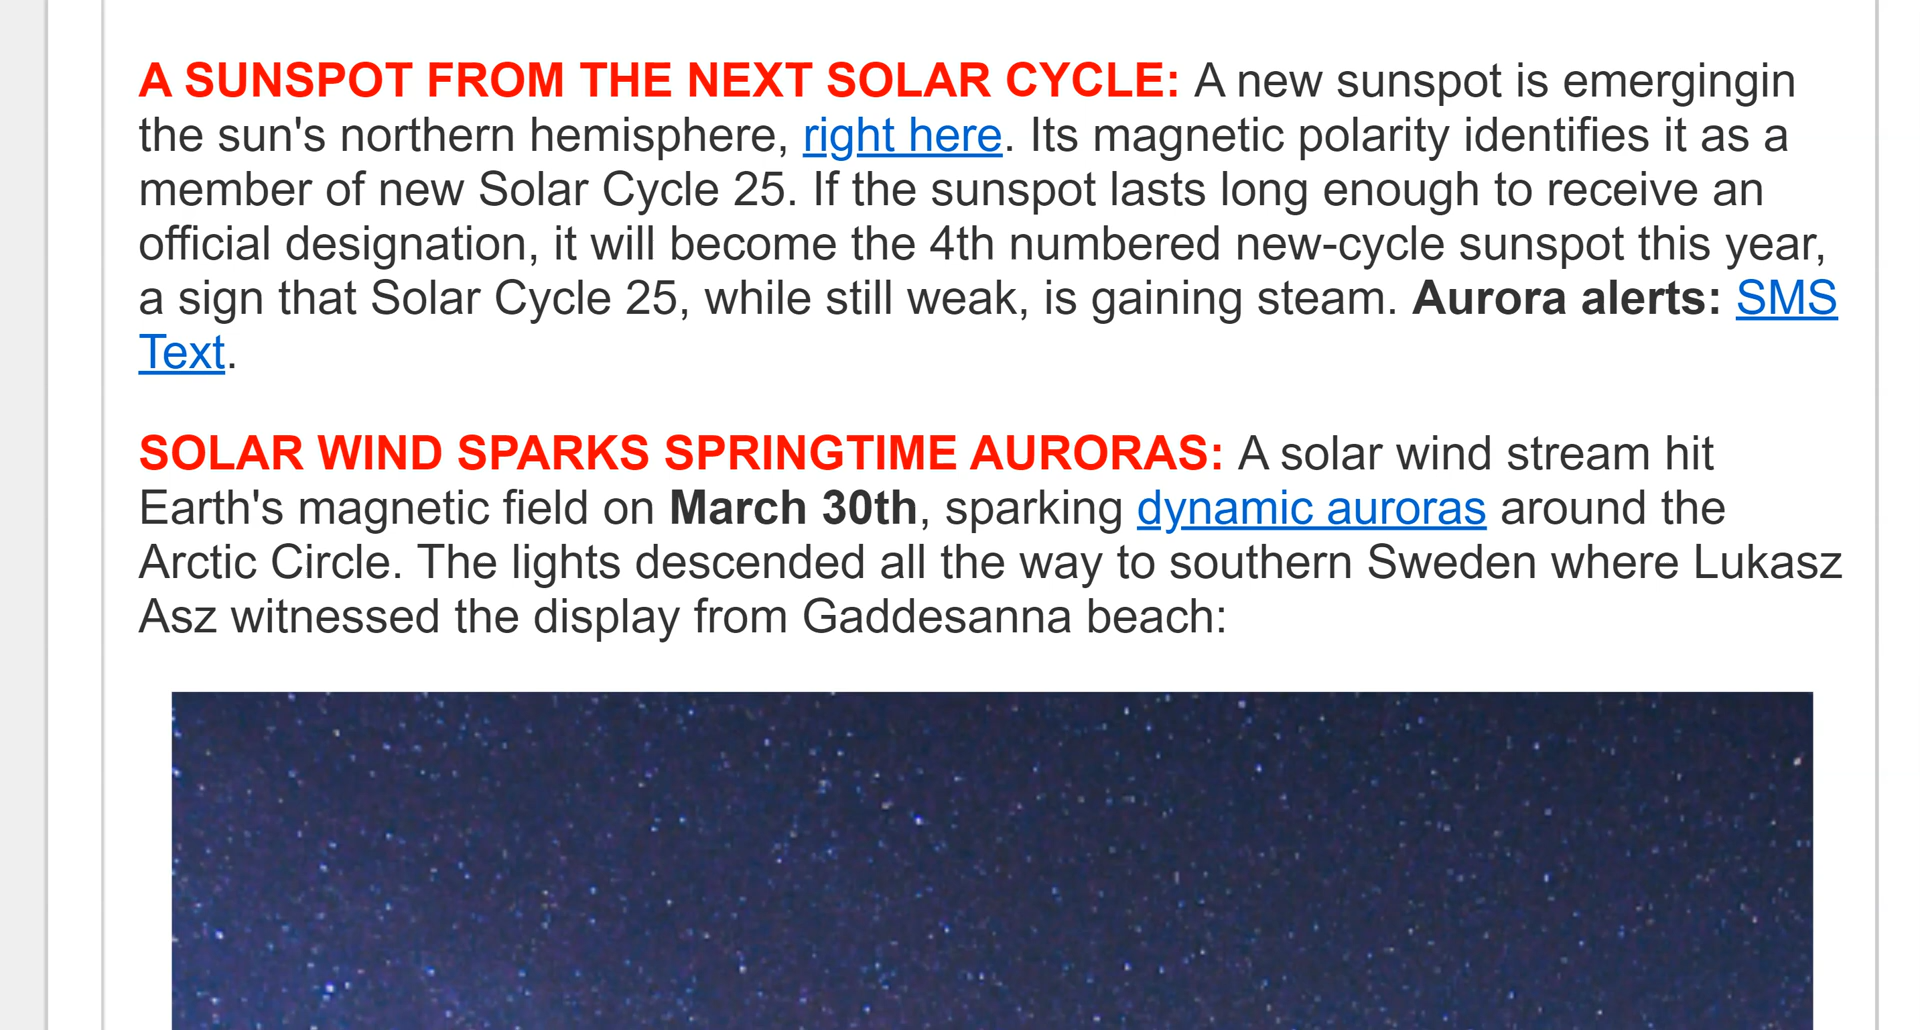 A SUNSPOT FROM THE NEXT SOLAR CYCLE: A new sunspot is emergingin
the sun's northern hemisphere, right here. Its magnetic polarity identifies it as a
member of new Solar Cycle 25. If the sunspot lasts long enough to receive an
official designation, it will become the 4th numbered new-cycle sunspot this year,
a sign that Solar Cycle 25, while still weak, is gaining steam. Aurora alerts: SMS
Text.
SOLAR WIND SPARKS SPRINGTIME AURORAS: A solar wind stream hit
Earth's magnetic field on March 30th, sparking dynamic auroras around the
Arctic Circle. The lights descended all the way to southern Sweden where Lukasz
Asz witnessed the display from Gaddesanna beach: